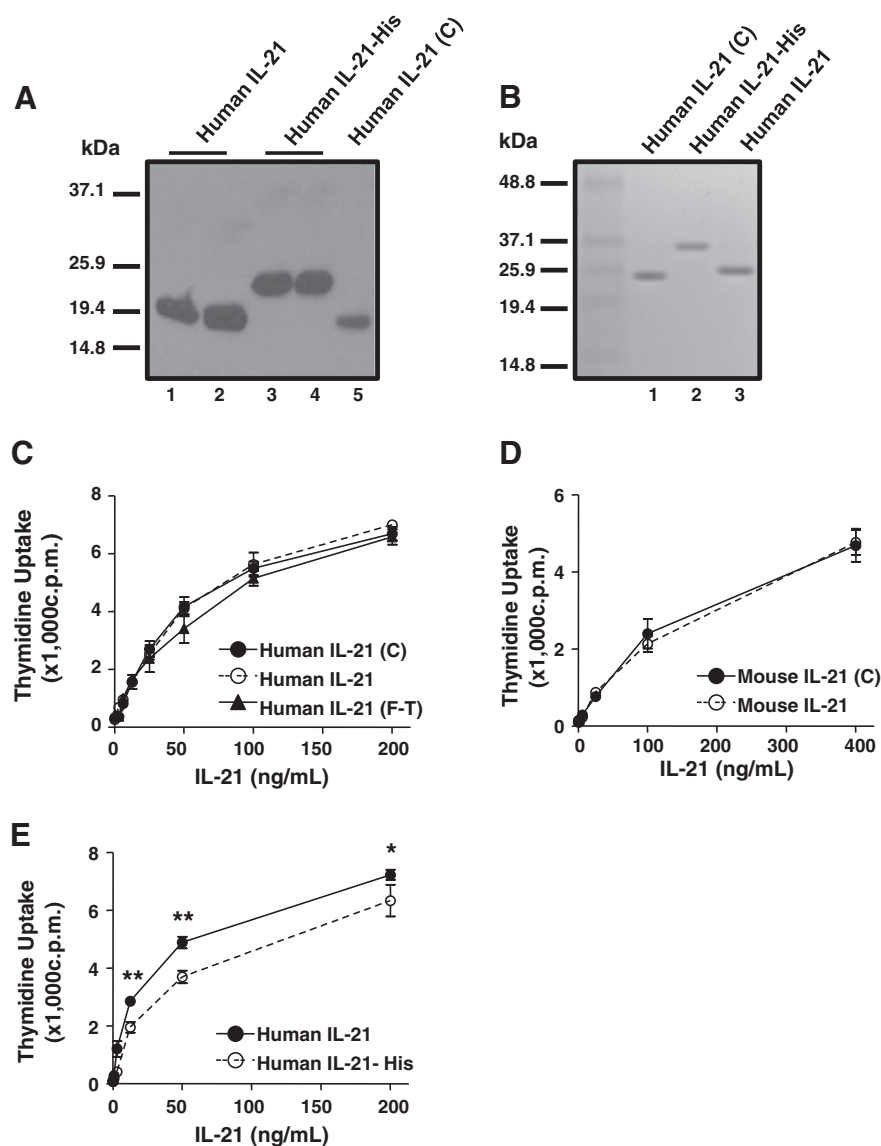 A
kDa
Human IL-21
Human IL-21-His
Human IL-21 (C)
37.1
25.9
19.4
14.8
1 2 3 4 5
B
kDa
Human IL-21 (C)
Human IL-21-His
Human IL-21
48.8
37.1
25.9
19.4
14.8
1 2 3
C
Thymidine Uptake
(x1,000c.p.m.)
8
6
4
2
0
Human IL-21 (C)
Human IL-21
Human IL-21 (F-T)
0 50 100 150 200
IL-21 (ng/mL)
D
Thymidine Uptake
(x1,000c.p.m.)
6
4
2
0
Mouse IL-21 (C)
Mouse IL-21
0 100 200 300 400
IL-21 (ng/mL)
E
Thymidine Uptake
(x1,000c.p.m.)
8
6
4
2
0
**
**
*
Human IL-21
Human IL-21- His
0 50 100 150 200
IL-21 (ng/mL)